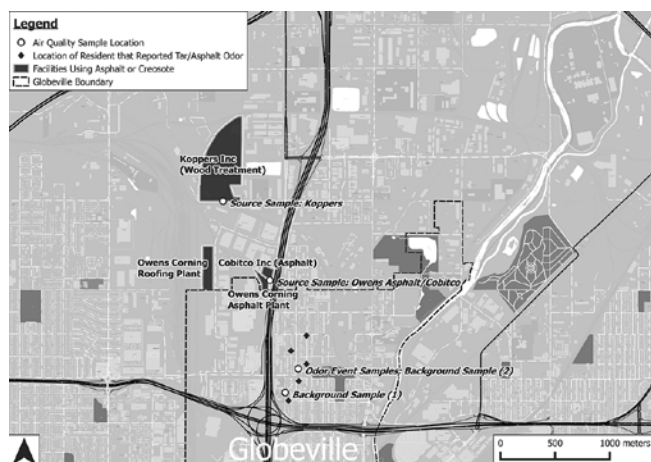 Legend
Air Quality Sample Location
Location of Resident that Reported Tar/Asphalt Odor
Facilities Using Asphalt or Creosote
Globeville Boundary
Koppers Inc
(Wood Treatment)
Source Sample: Koppers
Owens Corning
Roofing Plant
Cobitco Inc (Asphalt)
Source Sample: Owens Asphalt/Cobitco
Owens Corning
Asphalt Plant
Odor Event Samples; Background Sample (2)
Background Sample (1)
Globeville
0 500 1000 meters